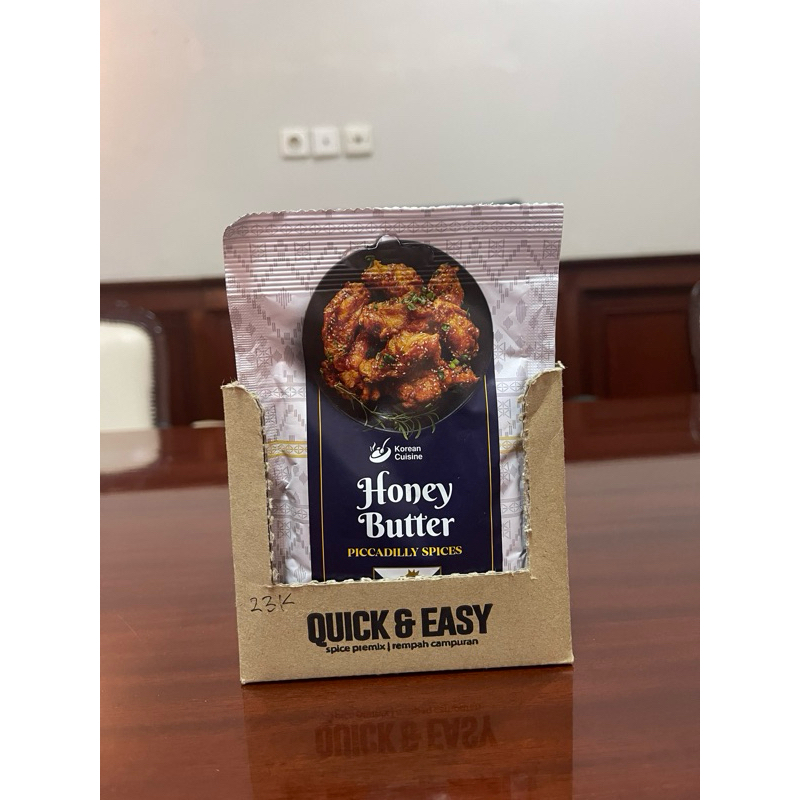 Korean
Cuisine
Honey
Butter
PICCADILLY SPICES
23K
QUICK & EASY
spice premix | rempah campuran